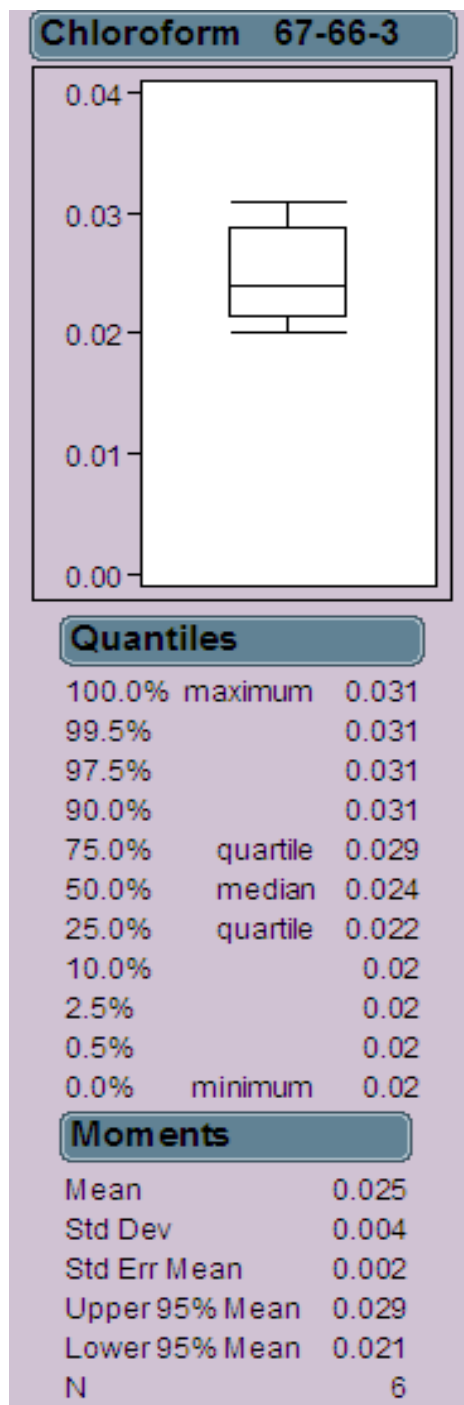 Chloroform 67-66-3
0.04
0.03
0.02
0.01
0.00
Quantiles
100.0% maximum 0.031
99.5% 0.031
97.5% 0.031
90.0% 0.031
75.0% quartile 0.029
50.0% median 0.024
25.0% quartile 0.022
10.0% 0.02
2.5% 0.02
0.5% 0.02
0.0% minimum 0.02
Moments
Mean 0.025
Std Dev 0.004
Std Err Mean 0.002
Upper 95% Mean 0.029
Lower 95% Mean 0.021
N 6